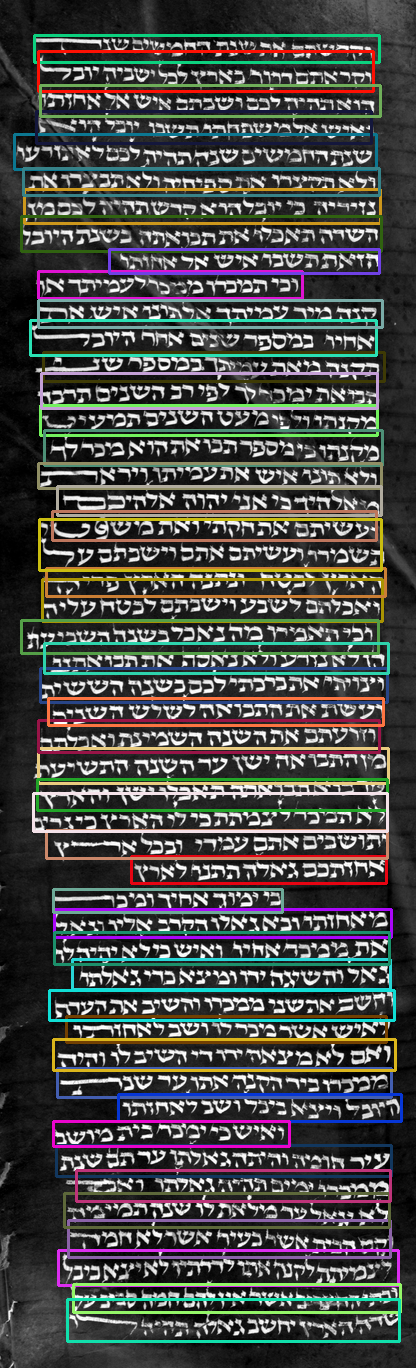 וקדשתם את שנת החמשים שנה
וקראתם דרור בארץ לכל ישביה יובל
הוא תהיה לכם ושבתם איש אל אחזתו
ואיש אל משפחתו תשבו יובל הוא
שנת החמשים שנה תהיה לכם לא תזרעו
ולא תקצרו את ספיחיה ולא תבצרו את
נזריה כי יובל הוא קדש תהיה לכם מן
השדה תאכלו את תבואתה בשנת היובל
הזאת תשבו איש אל אחזתו
וכי תמכרו ממכר לעמיתך או
קנה מיד עמיתך אל תונו איש את
אחיו במספר שנים אחר היובל
תקנה מאת עמיתך במספר שני
תבואת ימכר לך לפי רב השנים תרבה
מקנתו ולפי מעט השנים תמעיט
מקנתו כי מספר תבואת הוא מכר לך
ולא תונו איש את עמיתו ויראת
מאלהיך כי אני יהוה אלהיכם
ועשיתם את חקתי ואת משפטי
תשמרו ועשיתם אתם וישבתם על
הארץ לבטח ונתנה הארץ פריה
ואכלתם לשבע וישבתם לבטח עליה
וכי תאמרו מה נאכל בשנה השביעת
הן לא נזרע ולא נאסף את תבואתנו
וצויתי את ברכתי לכם בשנה הששית
ועשת את התבואה לשלש השנים
וזרעתם את השנה השמינת ואכלתם
מן התבואה ישן עד השנה התשיעת
עד בוא תבואתה תאכלו ישן והארץ
לא תמכר לצמתת כי לי הארץ כי גרים
ותושבים אתם עמדי ובכל ארץ
אחזתכם גאלה תתנו לארץ
כי ימוך אחיך ומכר
מאחזתו ובא גאלו הקרב אליו וגאל
את ממכר אחיו ואיש כי לא יהיה לו
גאל והשיגה ידו ומצא כדי גאלתו
וחשב את שני ממכרו והשיב את העדף
לאיש אשר מכר לו ושב לאחזתו
ואם לא מצאה ידו די השיב לו והיה
ממכרו ביד הקנה אתו עד שנת
היובל ויצא ביבל ושב לאחזתו
ואיש כי ימכר בית מושב
עיר חומה והיתה גאלתו עד תם שנת
ממכרו ימים תהיה גאלתו ואם
לא יגאל עד מלאת לו שנה תמימה
וקם הבית אשר בעיר אשר לא חמה
לצמיתת לקנה אתו לדרתיו לא יצא ביבל
ובתי החצרים אשר אין להם חמה סביב על
שדה הארץ יחשב גאלה תהיה לו